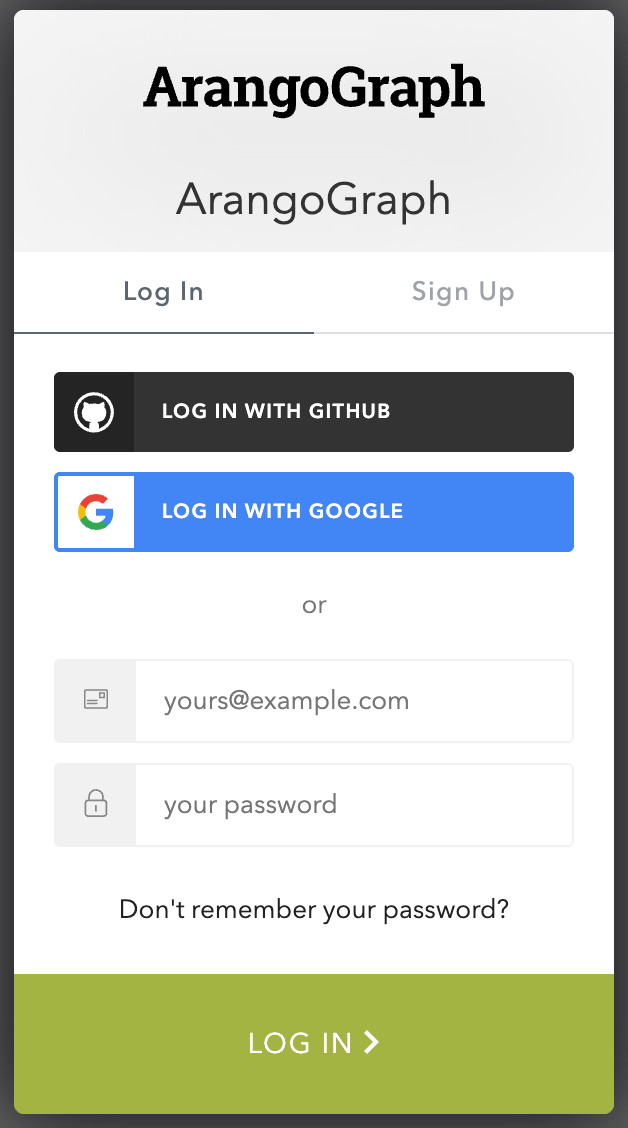 ArangoGraph
ArangoGraph
Log In
Sign Up
LOG IN WITH GITHUB
LOG IN WITH GOOGLE
or
yours@example.com
your password
Don't remember your password?
LOG IN